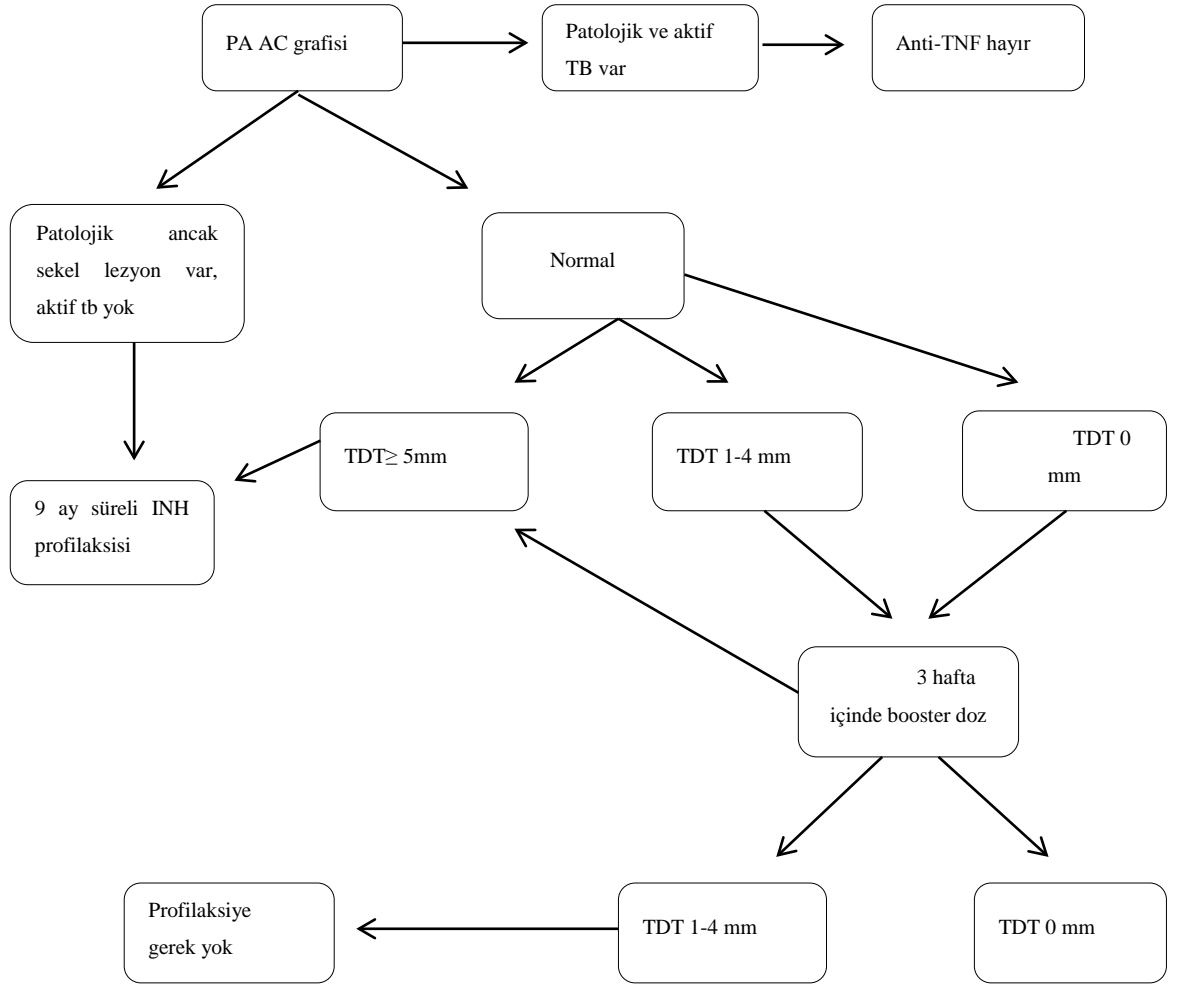 PA AC grafisi
Patolojik ve aktif
TB var
Anti-TNF hayır
Patolojik ancak
sekel lezyon var,
aktif tb yok
Normal
TDT≥ 5mm
TDT 1-4 mm
TDT 0
mm
9 ay süreli INH
profilaksisi
3 hafta
içinde booster doz
Profilaksiye
gerek yok
TDT 1-4 mm
TDT 0 mm